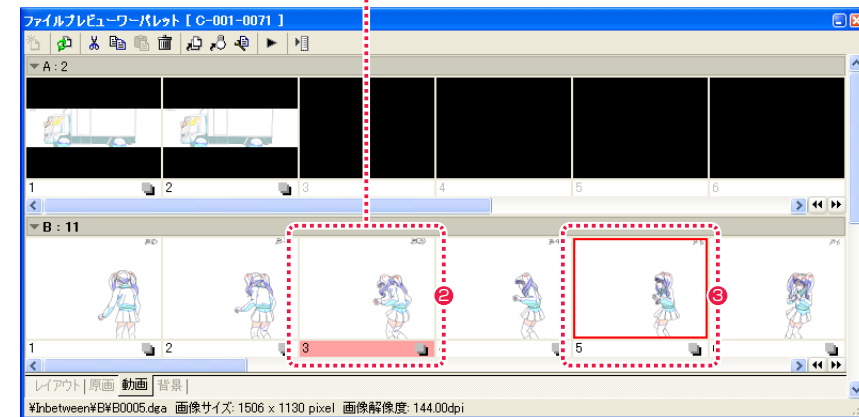 ファイルプレビューワーパレット [ C-001-0071 ]
A : 2
1 2 3 4 5 6
B : 11
❷ ❸
1 2 3 5
レイアウト 原画 動画 背景
¥Inbetween¥B¥B0005.dga 画像サイズ: 1506 x 1130 pixel 画像解像度: 144.00dpi